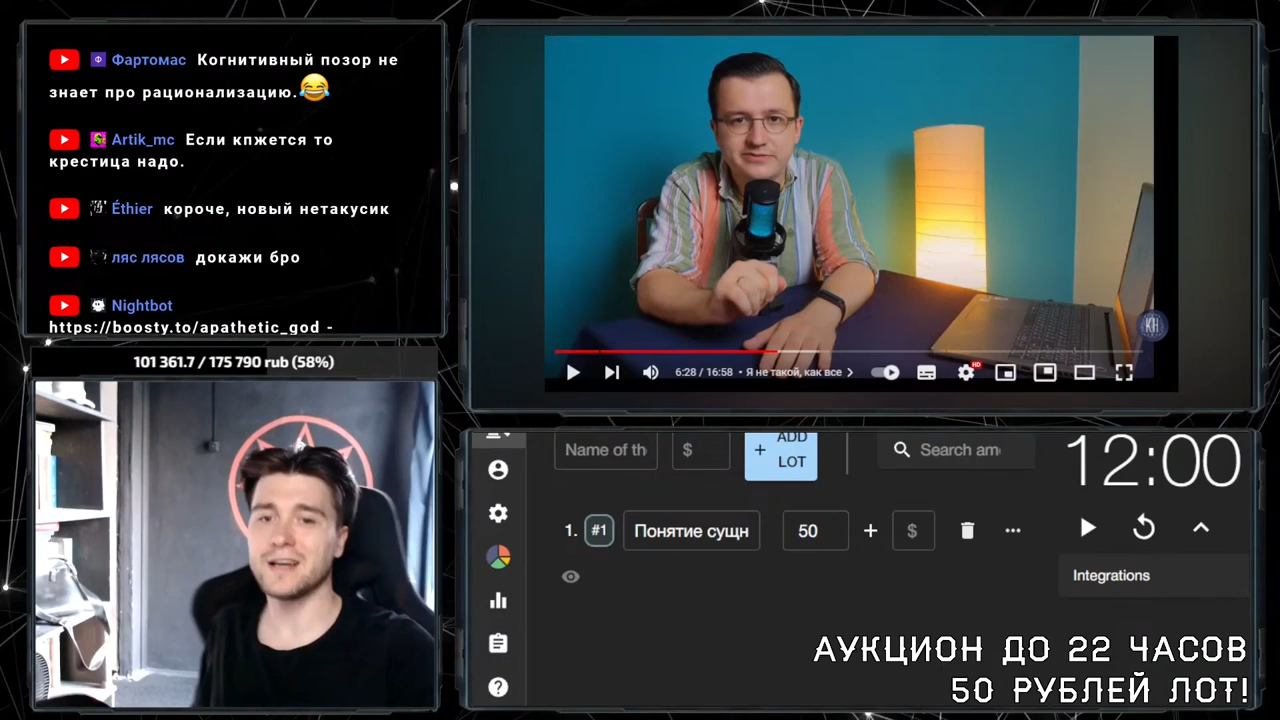 Ф Фартомас Когнитивный позор не
знает про рационализацию.😂
Artik_mc Если кпжется то
крестица надо.
Éthier короче, новый нетакусик
ляс лясов докажи бро
Nightbot
https://boosty.to/apathetic_god -
101 361.7 / 175 790 rub (58%)
KH
6:28 / 16:58 • Я не такой, как все
HD
Name of th
$
+ ADD
LOT
Search am
12:00
1. #1 Понятие сущн 50 + $
Integrations
АУКЦИОН ДО 22 ЧАСОВ
50 РУБЛЕЙ ЛОТ!